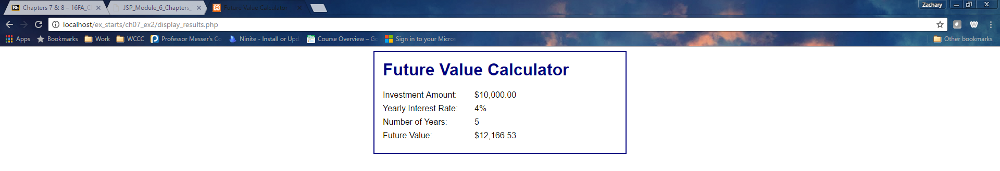 Chapters 7 & 8 – 16FA_C
JSP_Module_6_Chapters_
Future Value Calculator
Zachary
localhost/ex_starts/ch07_ex2/display_results.php
Apps Bookmarks Work WCCC Professor Messer's Co Ninite - Install or Upd Course Overview – Go Sign in to your Micros Other bookmarks
Future Value Calculator
Investment Amount: $10,000.00
Yearly Interest Rate: 4%
Number of Years: 5
Future Value: $12,166.53